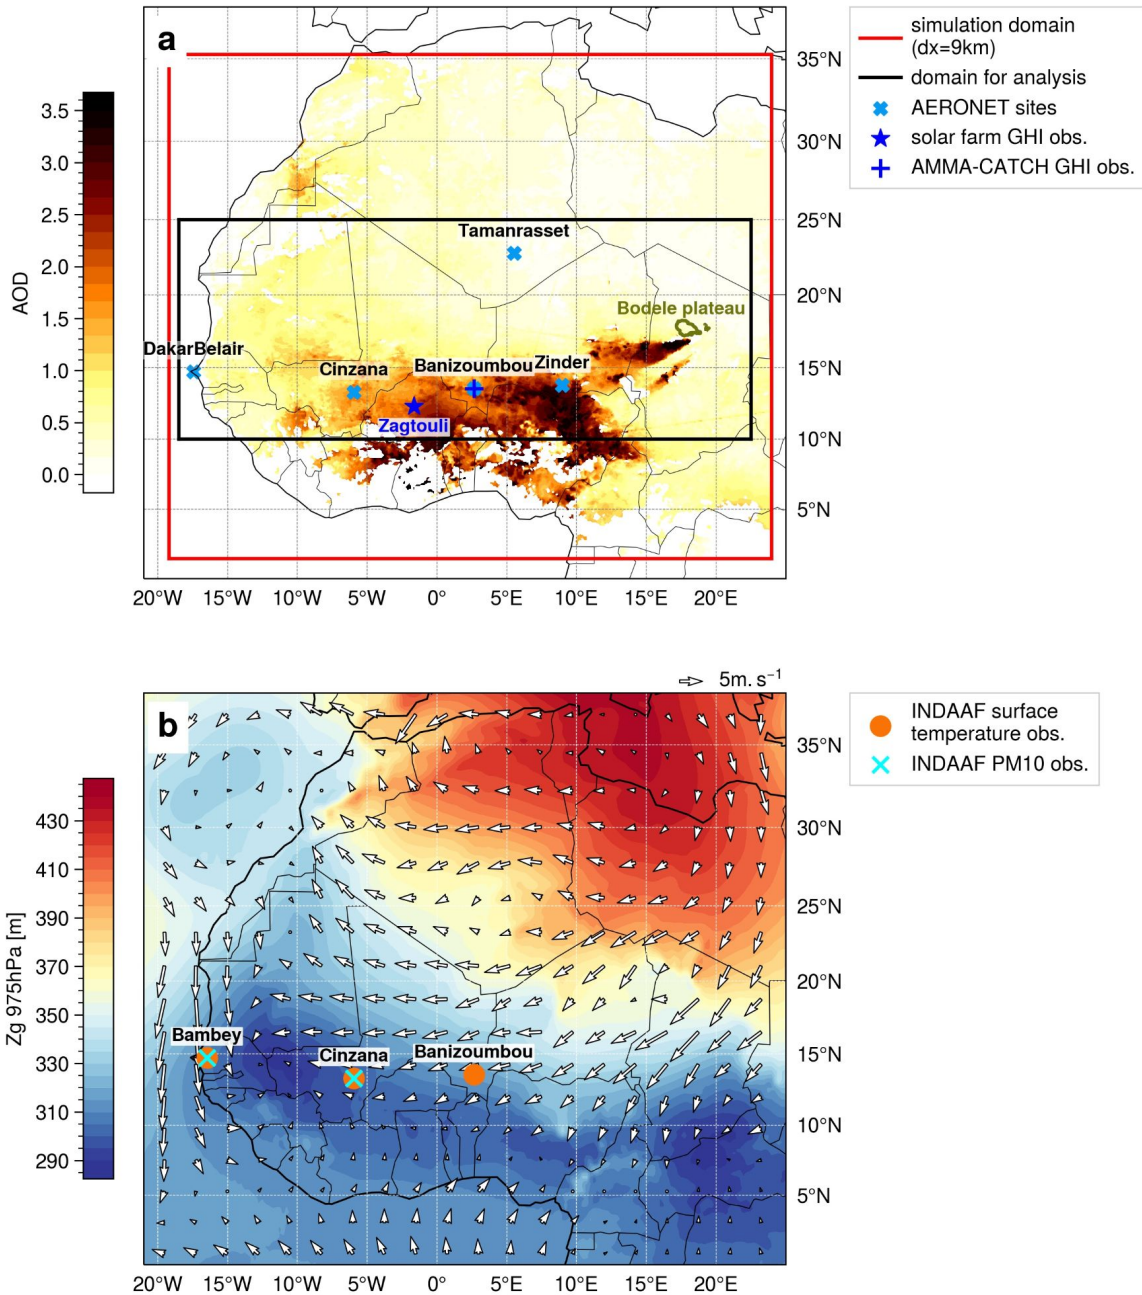 a
simulation domain
(dx=9km)
domain for analysis
AERONET sites
solar farm GHI obs.
AMMA-CATCH GHI obs.
AOD
3.5
3.0
2.5
2.0
1.5
1.0
0.5
0.0
35°N
30°N
25°N
20°N
15°N
10°N
5°N
Tamanrasset
Bodele plateau
DakarBelair
Cinzana
Banizoumbou
Zinder
Zagtouli
20°W 15°W 10°W 5°W 0° 5°E 10°E 15°E 20°E
5m. s⁻¹
b
INDAAF surface
temperature obs.
INDAAF PM10 obs.
Zg 975hPa [m]
430
410
390
370
350
330
310
290
35°N
30°N
25°N
20°N
15°N
10°N
5°N
Bambey
Cinzana
Banizoumbou
20°W 15°W 10°W 5°W 0° 5°E 10°E 15°E 20°E